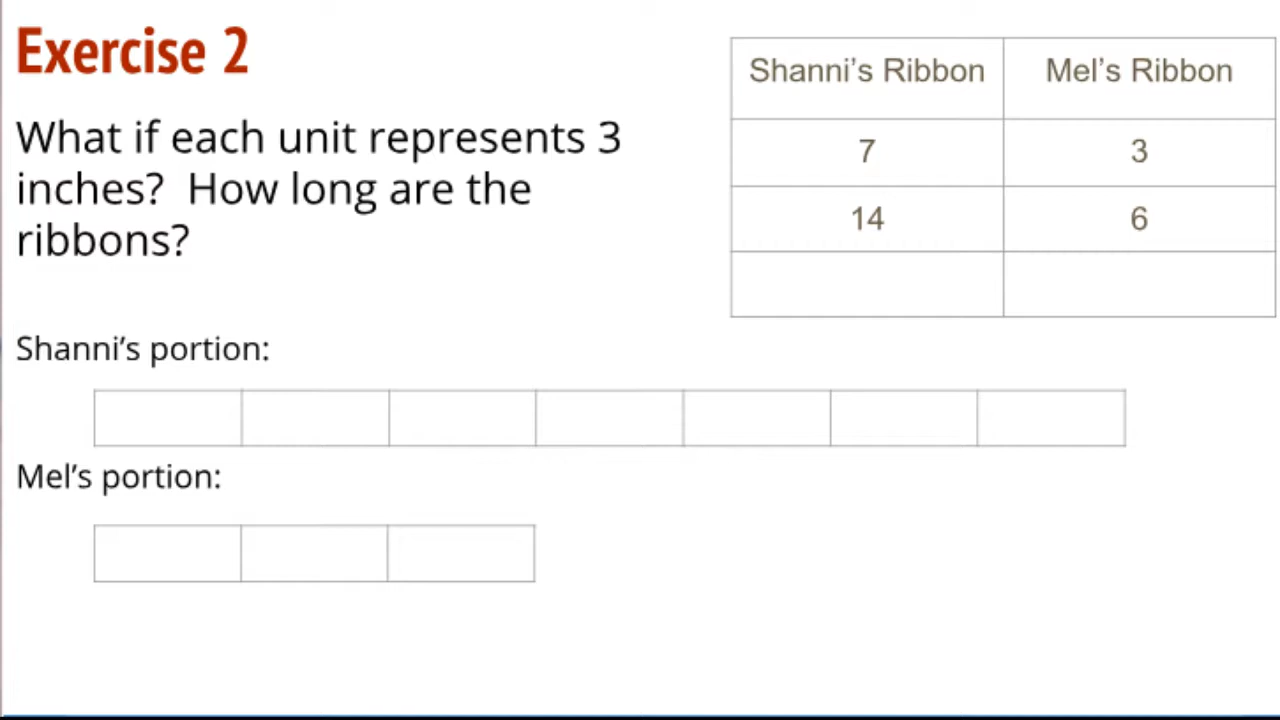 Exercise 2
What if each unit represents 3
inches?  How long are the
ribbons?
Shanni’s Ribbon Mel’s Ribbon
7 3
14 6
Shanni’s portion:
Mel’s portion: